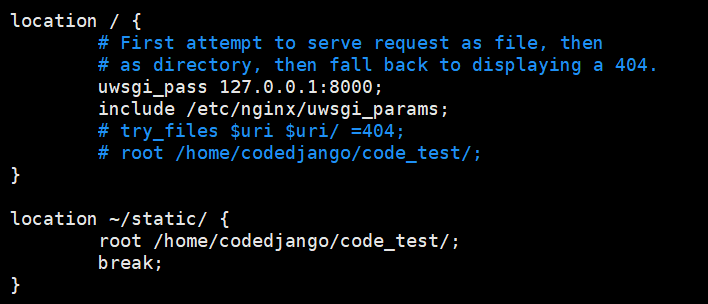 location / {
        # First attempt to serve request as file, then
        # as directory, then fall back to displaying a 404.
        uwsgi_pass 127.0.0.1:8000;
        include /etc/nginx/uwsgi_params;
        # try_files $uri $uri/ =404;
        # root /home/codedjango/code_test/;
}

location ~/static/ {
        root /home/codedjango/code_test/;
        break;
}